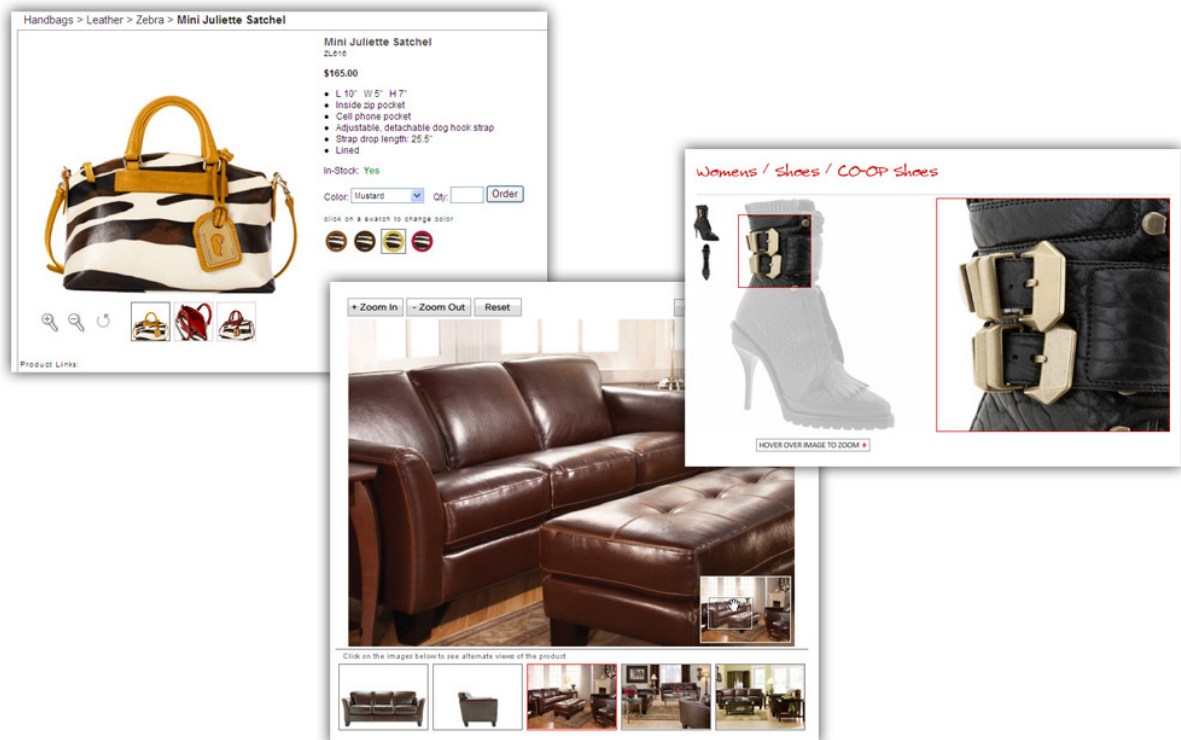 Handbags > Leather > Zebra > Mini Juliette Satchel
Mini Juliette Satchel
ZL616
$165.00
L 10" W 5" H 7"
Inside zip pocket
Cell phone pocket
Adjustable, detachable dog hook strap
Strap drop length: 25.5"
Lined
In-Stock: Yes
Color: Mustard Qty: Order
click on a swatch to change color
Product Links:
Womens / Shoes / CO-OP Shoes
HOVER OVER IMAGE TO ZOOM +
+ Zoom In - Zoom Out Reset
Click on the images below to see alternate views of the product